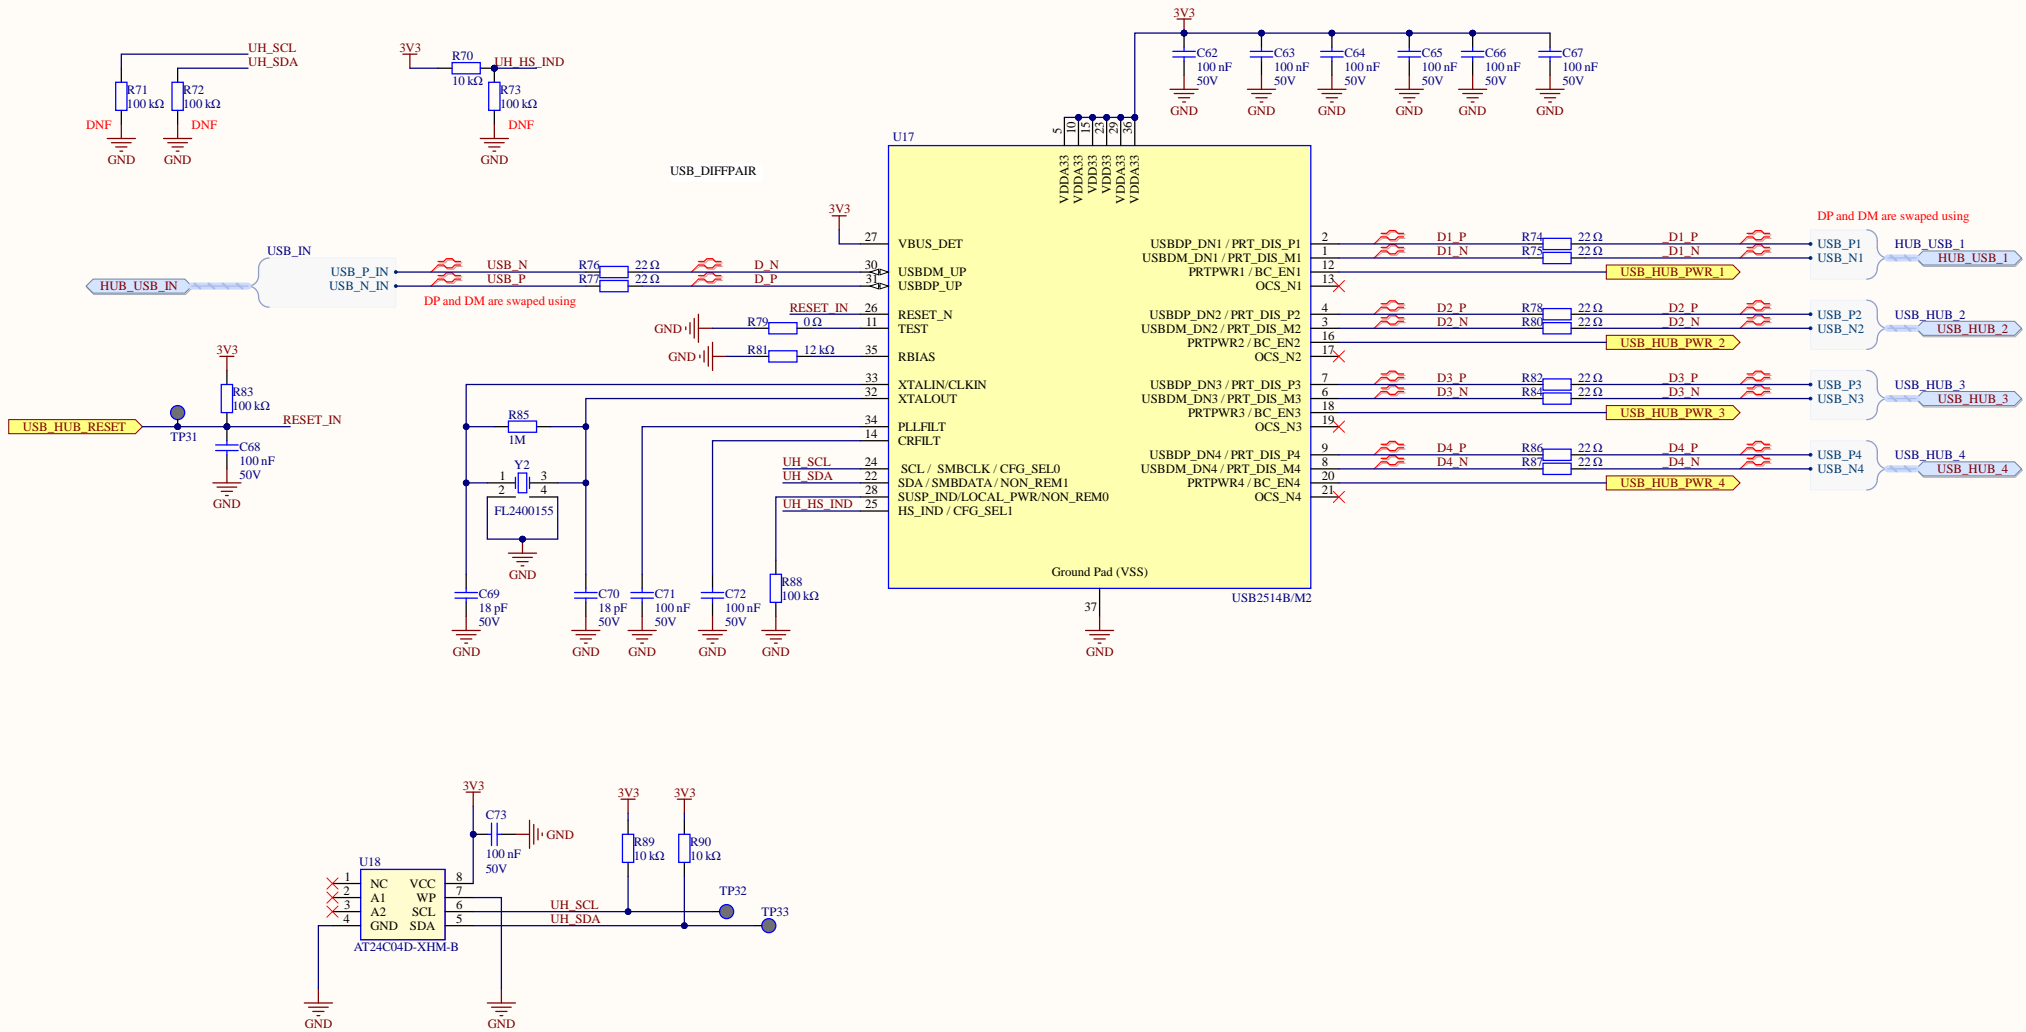 UH_SCL
UH_SDA
R71
100 kΩ
R72
100 kΩ
DNF
DNF
GND
GND
3V3
R70
10 kΩ
UH_HS_IND
R73
100 kΩ
DNF
GND
3V3
C62
100 nF
50V
GND
C63
100 nF
50V
GND
C64
100 nF
50V
GND
C65
100 nF
50V
GND
C66
100 nF
50V
GND
C67
100 nF
50V
GND
USB_DIFFPAIR
U17
5
10
15
23
29
36
VDDA33
VDDA33
VDD33
VDD33
VDDA33
VDDA33
3V3
27 VBUS_DET
30 USBDM_UP
31 USBDP_UP
26 RESET_N
11 TEST
35 RBIAS
33 XTALIN/CLKIN
32 XTALOUT
34 PLLFILT
14 CRFILT
24 SCL / SMBCLK / CFG_SEL0
22 SDA / SMBDATA / NON_REM1
28 SUSP_IND/LOCAL_PWR/NON_REM0
25 HS_IND / CFG_SEL1
USBDP_DN1 / PRT_DIS_P1 2
USBDM_DN1 / PRT_DIS_M1 1
PRTPWR1 / BC_EN1 12
OCS_N1 13
USBDP_DN2 / PRT_DIS_P2 4
USBDM_DN2 / PRT_DIS_M2 3
PRTPWR2 / BC_EN2 16
OCS_N2 17
USBDP_DN3 / PRT_DIS_P3 7
USBDM_DN3 / PRT_DIS_M3 6
PRTPWR3 / BC_EN3 18
OCS_N3 19
USBDP_DN4 / PRT_DIS_P4 9
USBDM_DN4 / PRT_DIS_M4 8
PRTPWR4 / BC_EN4 20
OCS_N4 21
Ground Pad (VSS)
37
USB2514B/M2
GND
USB_IN
HUB_USB_IN
USB_P_IN
USB_N_IN
USB_N R76 22 Ω D_N
USB_P R77 22 Ω D_P
DP and DM are swaped using
RESET_IN
GND R79 0 Ω
GND R81 12 kΩ
DP and DM are swaped using
D1_P R74 22 Ω D1_P USB_P1 HUB_USB_1
D1_N R75 22 Ω D1_N USB_N1 HUB_USB_1
USB_HUB_PWR_1
D2_P R78 22 Ω D2_P USB_P2 USB_HUB_2
D2_N R80 22 Ω D2_N USB_N2 USB_HUB_2
USB_HUB_PWR_2
D3_P R82 22 Ω D3_P USB_P3 USB_HUB_3
D3_N R84 22 Ω D3_N USB_N3 USB_HUB_3
USB_HUB_PWR_3
D4_P R86 22 Ω D4_P USB_P4 USB_HUB_4
D4_N R87 22 Ω D4_N USB_N4 USB_HUB_4
USB_HUB_PWR_4
3V3
R83
100 kΩ
USB_HUB_RESET
TP31
RESET_IN
C68
100 nF
50V
GND
R85
1M
Y2
1 3
2 4
FL2400155
GND
UH_SCL
UH_SDA
UH_HS_IND
C69
18 pF
50V
GND
C70
18 pF
50V
GND
C71
100 nF
50V
GND
C72
100 nF
50V
GND
R88
100 kΩ
GND
3V3
C73
100 nF
50V
GND
3V3
R89
10 kΩ
3V3
R90
10 kΩ
U18
1 NC VCC 8
2 A1 WP 7
3 A2 SCL 6
4 GND SDA 5
AT24C04D-XHM-B
UH_SCL
UH_SDA
TP32
TP33
GND
GND